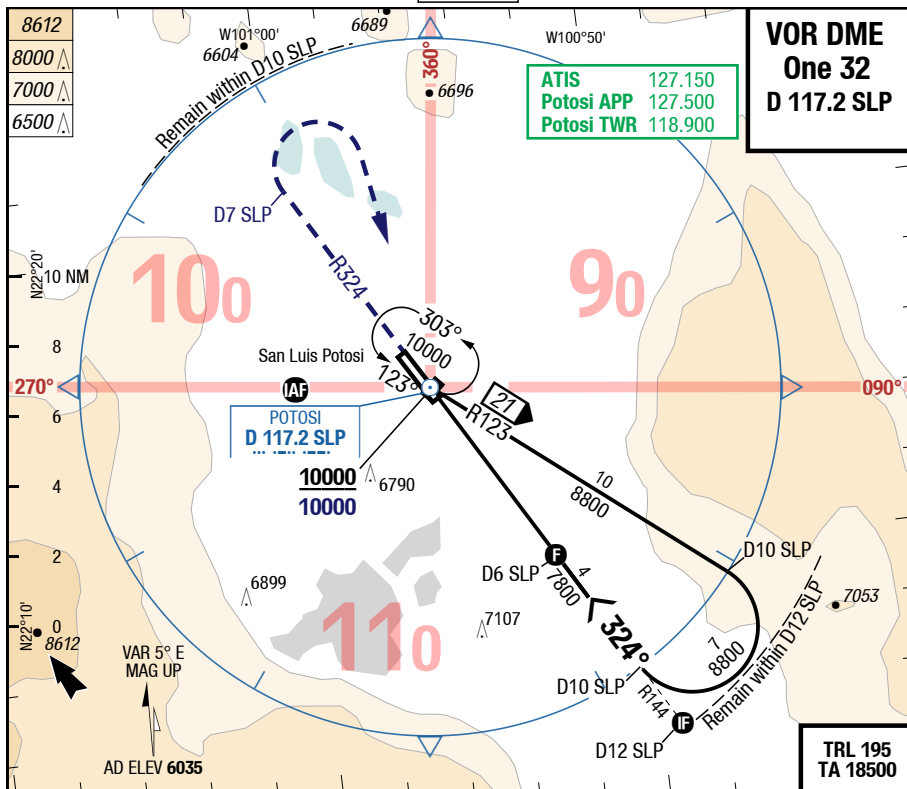 8612
8000
7000
6500
W101°00'
6604
6689
W100°50'
360°
6696
Remain within D10 SLP
ATIS 127.150
Potosi APP 127.500
Potosi TWR 118.900
VOR DME
One 32
D 117.2 SLP
D7 SLP
R324
N22°20'
10 NM
100
90
8
303°
10000
San Luis Potosi
123°
270°
IAF
090°
21
R123
6
POTOSI
D 117.2 SLP
10000
10000
6790
4
10
8800
D10 SLP
2
D6 SLP
F
4
7800
6899
7107
110
7053
N22°10'
0
8612
324°
7
8800
Remain within D12 SLP
D10 SLP
R144
IF
D12 SLP
VAR 5° E
MAG UP
AD ELEV 6035
TRL 195
TA 18500